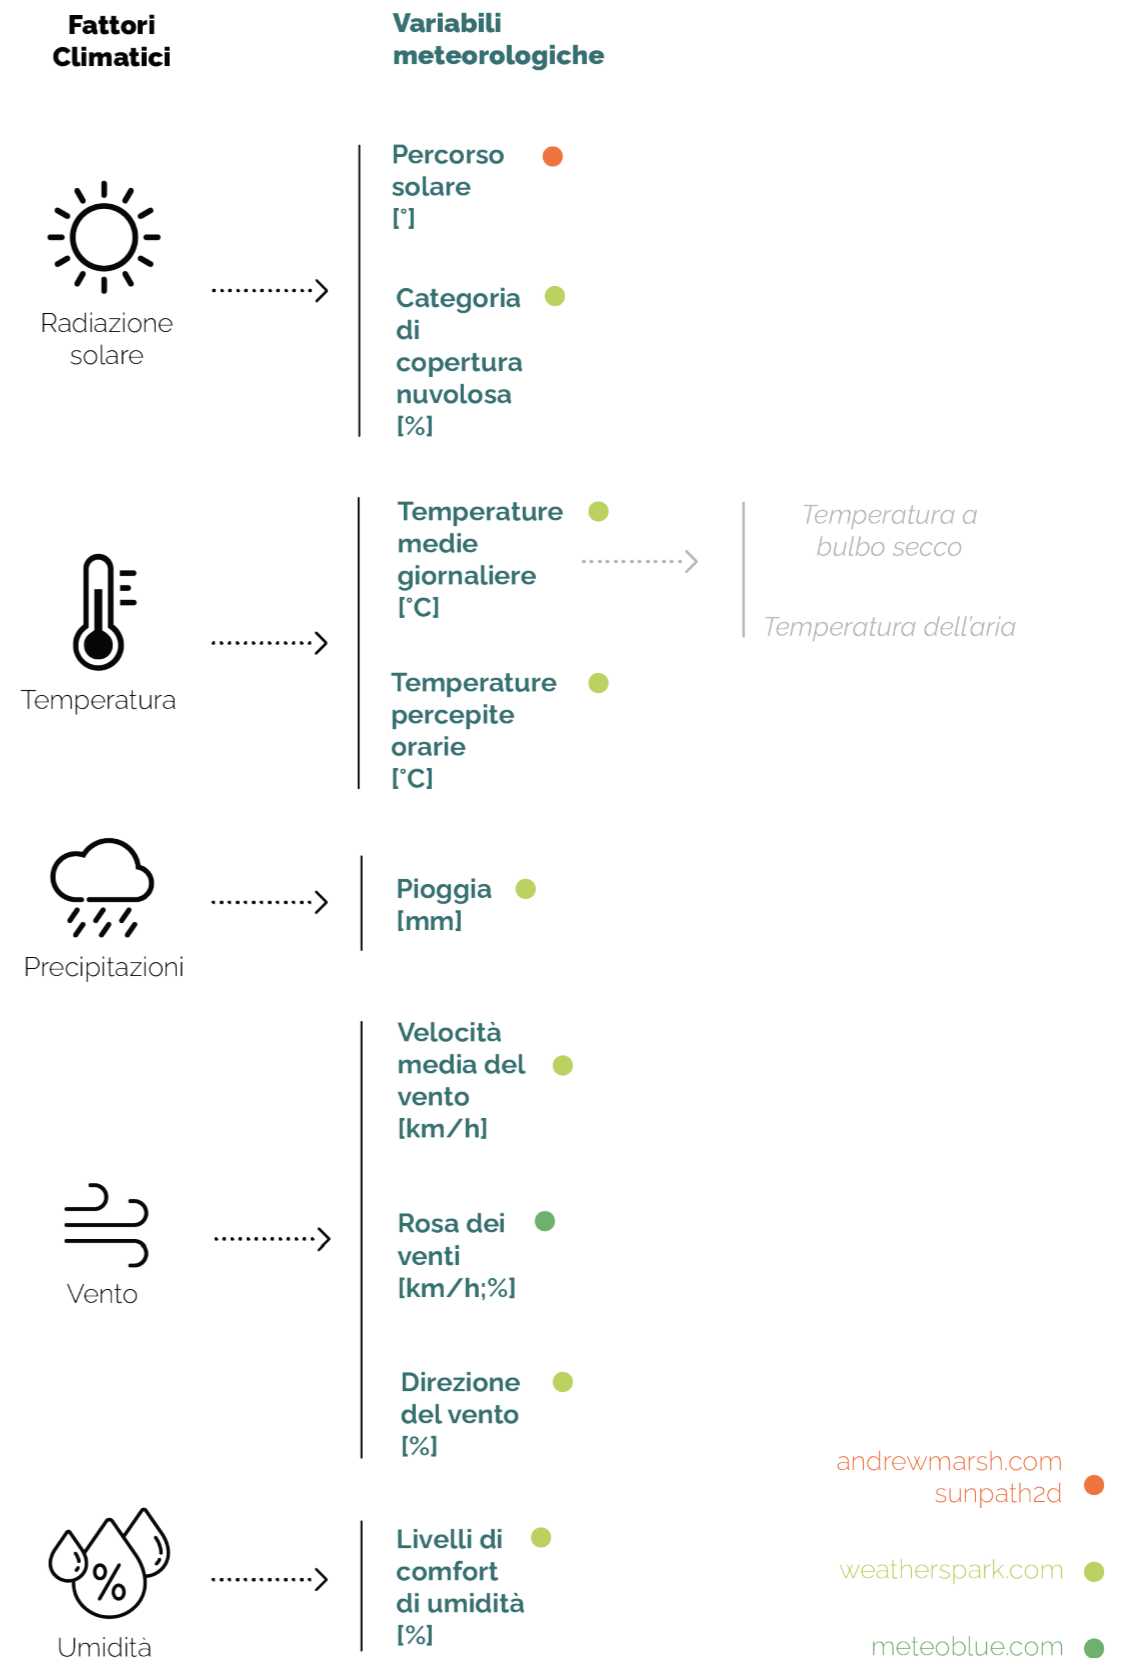 Fattori
Climatici
Variabili
meteorologiche
Radiazione
solare
Percorso
solare
[°]
Categoria
di
copertura
nuvolosa
[%]
Temperatura
Temperature
medie
giornaliere
[°C]
Temperatura a
bulbo secco
Temperatura dell'aria
Temperature
percepite
orarie
[°C]
Precipitazioni
Pioggia
[mm]
Vento
Velocità
media del
vento
[km/h]
Rosa dei
venti
[km/h;%]
Direzione
del vento
[%]
%
Umidità
Livelli di
comfort
di umidità
[%]
andrewmarsh.com
sunpath2d
weatherspark.com
meteoblue.com